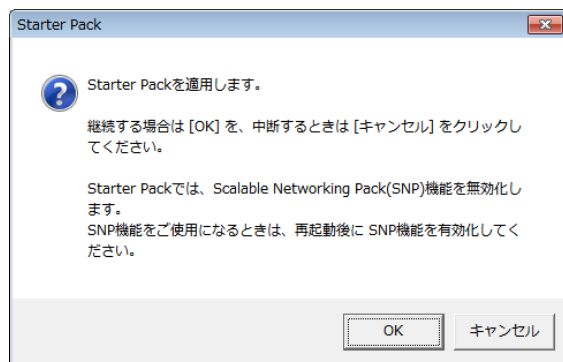 Starter Pack
Starter Packを適用します。
継続する場合は [OK] を、中断するときは [キャンセル] をクリックし
てください。
Starter Packでは、Scalable Networking Pack(SNP)機能を無効化し
ます。
SNP機能をご使用になるときは、再起動後に SNP機能を有効化してく
ださい。
OK
キャンセル